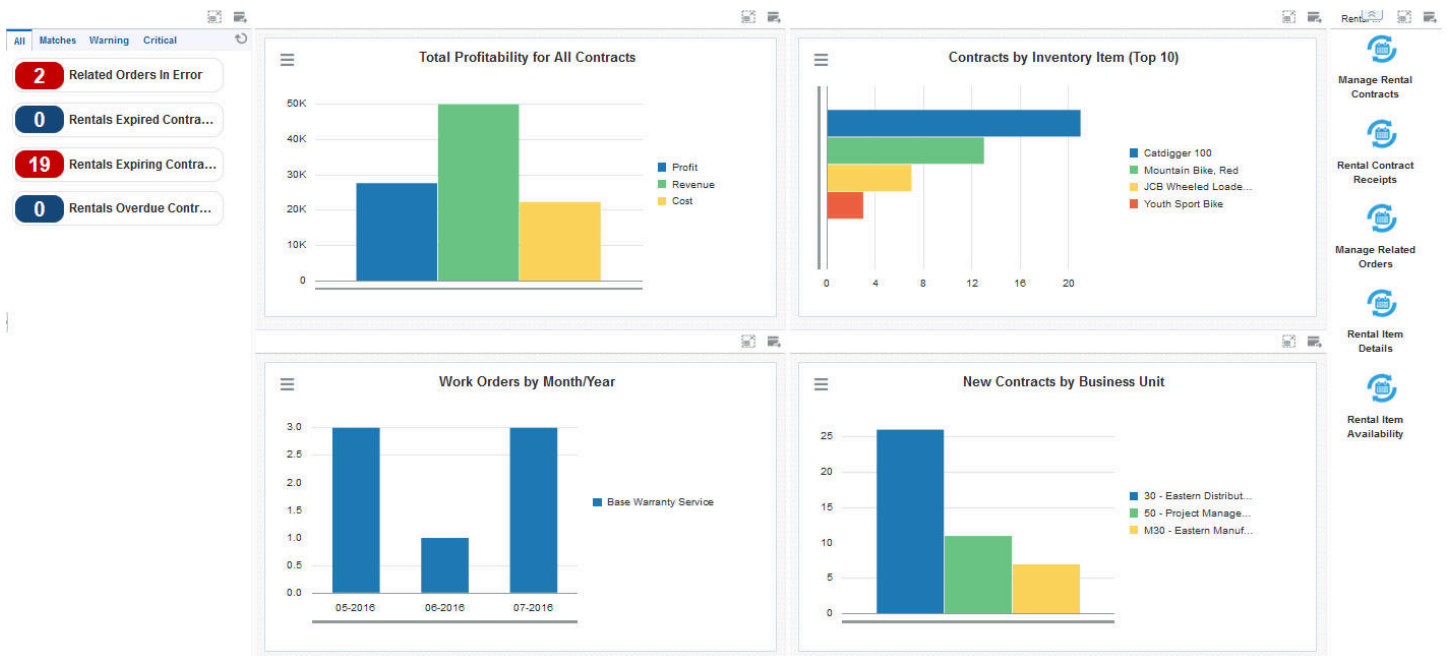 All Matches Warning Critical
2 Related Orders In Error
0 Rentals Expired Contra...
19 Rentals Expiring Contra...
0 Rentals Overdue Contr...
Total Profitability for All Contracts
50K
40K
30K
20K
10K
0
Profit
Revenue
Cost
Contracts by Inventory Item (Top 10)
0 4 8 12 16 20
Catdigger 100
Mountain Bike, Red
JCB Wheeled Loade...
Youth Sport Bike
Work Orders by Month/Year
3.0
2.5
2.0
1.5
1.0
0.5
0.0
05-2016 06-2016 07-2016
Base Warranty Service
New Contracts by Business Unit
25
20
15
10
5
0
30 - Eastern Distribut...
50 - Project Manage...
M30 - Eastern Manuf...
Manage Rental
Contracts
Rental Contract
Receipts
Manage Related
Orders
Rental Item
Details
Rental Item
Availability